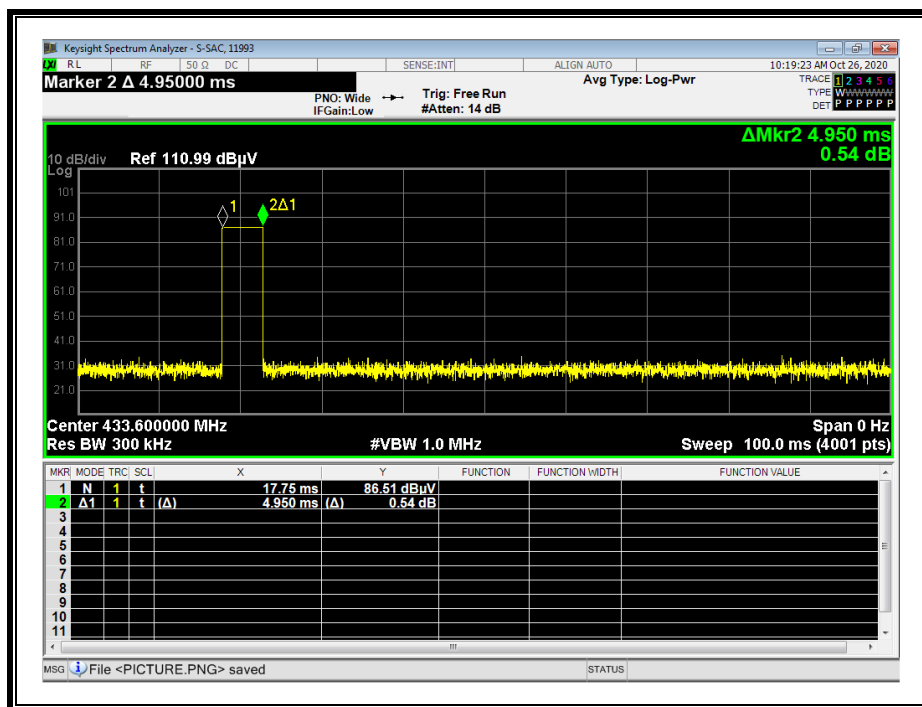 Keysight Spectrum Analyzer - S-SAC, 11993
LXI RL RF 50 Ω DC SENSE:INT ALIGN AUTO 10:19:23 AM Oct 26, 2020
Marker 2 Δ 4.95000 ms
PNO: Wide
IFGain:Low
Trig: Free Run
#Atten: 14 dB
Avg Type: Log-Pwr
TRACE 1 2 3 4 5 6
TYPE WWWWWW
DET P P P P P P
ΔMkr2 4.950 ms
0.54 dB
10 dB/div Ref 110.99 dBµV
Log
101
91.0
81.0
71.0
61.0
51.0
41.0
31.0
21.0
1
2Δ1
Center 433.600000 MHz Span 0 Hz
Res BW 300 kHz #VBW 1.0 MHz Sweep 100.0 ms (4001 pts)
MKR MODE TRC SCL X Y FUNCTION FUNCTION WIDTH FUNCTION VALUE
1 N 1 t 17.75 ms 86.51 dBµV
2 Δ1 1 t (Δ) 4.950 ms (Δ) 0.54 dB
3
4
5
6
7
8
9
10
11
MSG File <PICTURE.PNG> saved STATUS